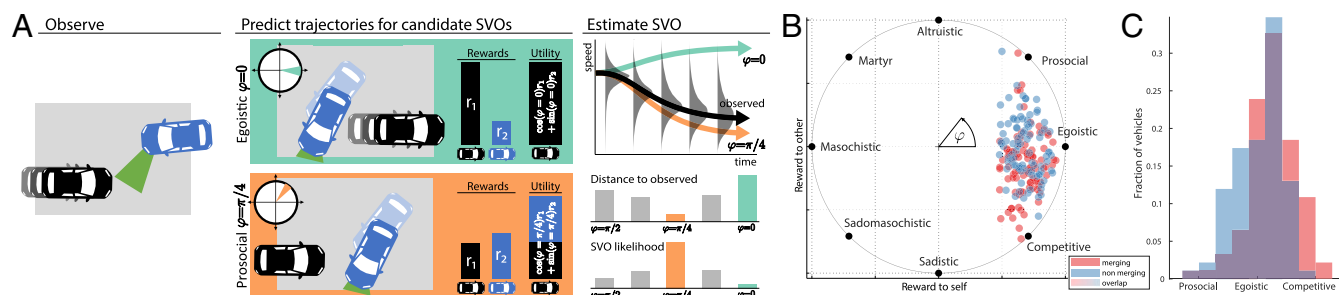 A
Observe
Predict trajectories for candidate SVOs
Estimate SVO
Egoistic φ=0
Rewards
Utility
r1
r2
cos(φ=0)r1
+ sin(φ=0)r2
Prosocial φ=π/4
Rewards
Utility
r1
r2
cos(φ=π/4)r1
+ sin(φ=π/4)r2
speed
φ=0
observed
φ=π/4
time
Distance to observed
φ=π/2
φ=π/4
φ=0
SVO likelihood
φ=π/2
φ=π/4
φ=0
B
Altruistic
Martyr
Prosocial
Reward to other
φ
Egoistic
Masochistic
Sadomasochistic
Competitive
Sadistic
Reward to self
merging
non merging
overlap
C
Fraction of vehicles
0.3
0.25
0.2
0.15
0.1
0.05
0
Prosocial
Egoistic
Competitive